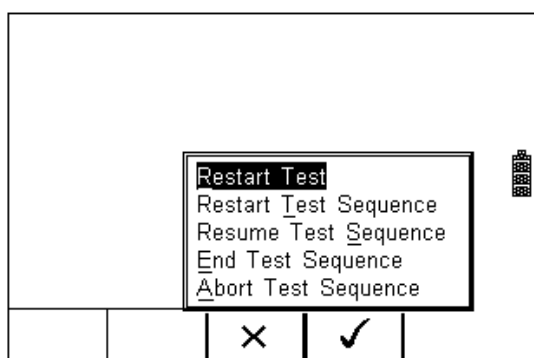 Restart Test
Restart Test Sequence
Resume Test Sequence
End Test Sequence
Abort Test Sequence